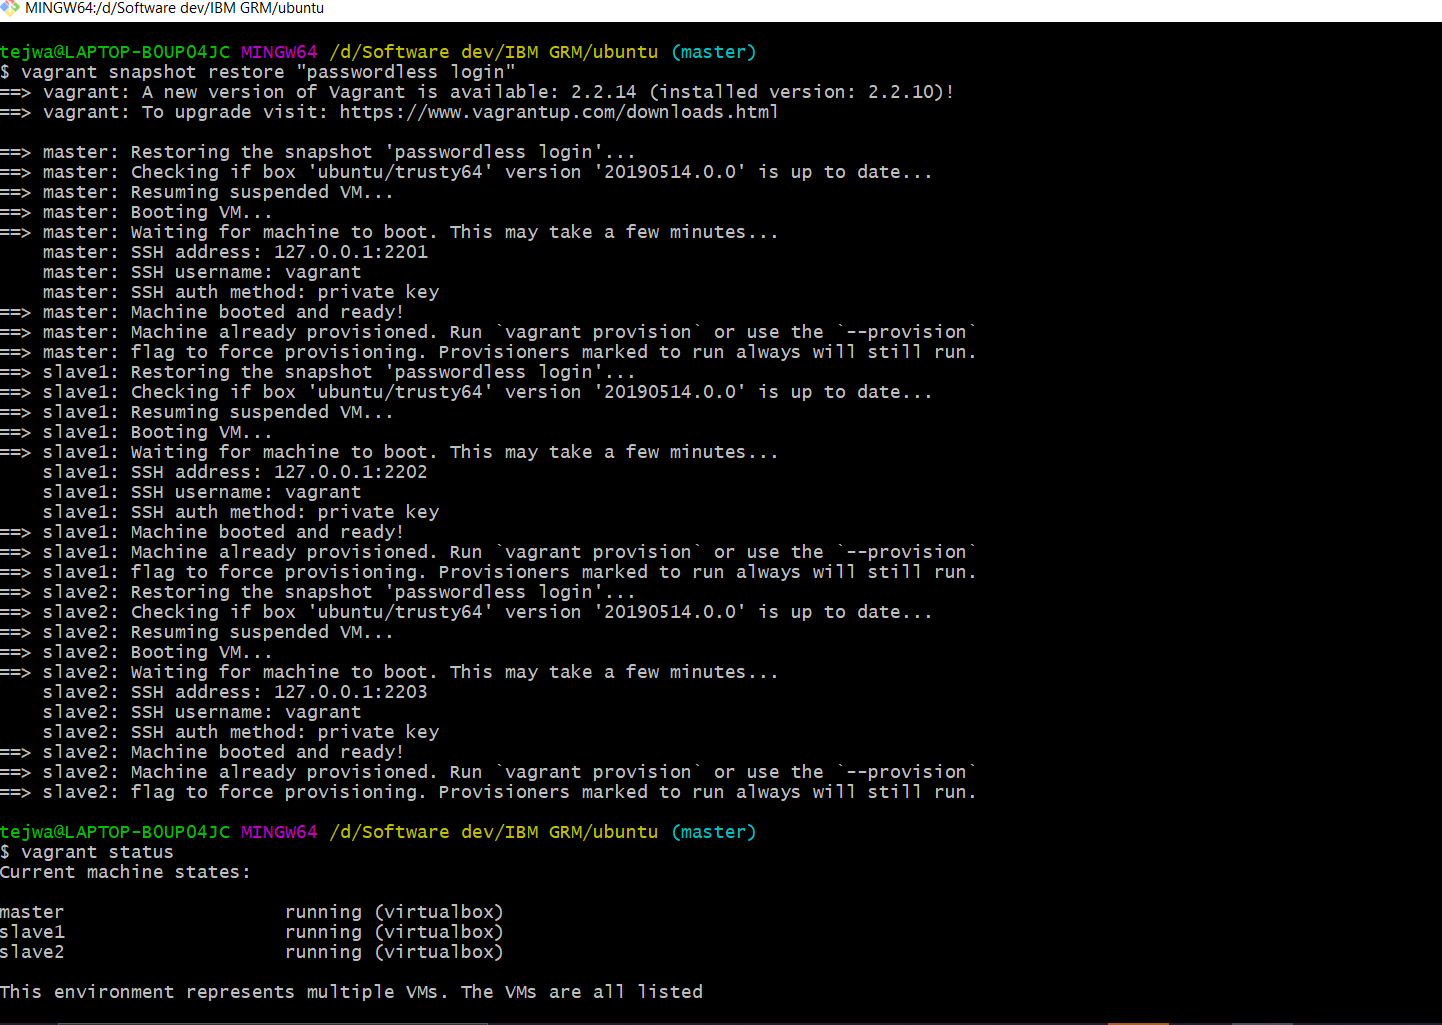 MINGW64:/d/Software dev/IBM GRM/ubuntu
tejwa@LAPTOP-B0UPO4JC MINGW64 /d/Software dev/IBM GRM/ubuntu (master)
$ vagrant snapshot restore "passwordless login"
==> vagrant: A new version of Vagrant is available: 2.2.14 (installed version: 2.2.10)!
==> vagrant: To upgrade visit: https://www.vagrantup.com/downloads.html
==> master: Restoring the snapshot 'passwordless login'...
==> master: Checking if box 'ubuntu/trusty64' version '20190514.0.0' is up to date...
==> master: Resuming suspended VM...
==> master: Booting VM...
==> master: Waiting for machine to boot. This may take a few minutes...
    master: SSH address: 127.0.0.1:2201
    master: SSH username: vagrant
    master: SSH auth method: private key
==> master: Machine booted and ready!
==> master: Machine already provisioned. Run `vagrant provision` or use the `--provision`
==> master: flag to force provisioning. Provisioners marked to run always will still run.
==> slave1: Restoring the snapshot 'passwordless login'...
==> slave1: Checking if box 'ubuntu/trusty64' version '20190514.0.0' is up to date...
==> slave1: Resuming suspended VM...
==> slave1: Booting VM...
==> slave1: Waiting for machine to boot. This may take a few minutes...
    slave1: SSH address: 127.0.0.1:2202
    slave1: SSH username: vagrant
    slave1: SSH auth method: private key
==> slave1: Machine booted and ready!
==> slave1: Machine already provisioned. Run `vagrant provision` or use the `--provision`
==> slave1: flag to force provisioning. Provisioners marked to run always will still run.
==> slave2: Restoring the snapshot 'passwordless login'...
==> slave2: Checking if box 'ubuntu/trusty64' version '20190514.0.0' is up to date...
==> slave2: Resuming suspended VM...
==> slave2: Booting VM...
==> slave2: Waiting for machine to boot. This may take a few minutes...
    slave2: SSH address: 127.0.0.1:2203
    slave2: SSH username: vagrant
    slave2: SSH auth method: private key
==> slave2: Machine booted and ready!
==> slave2: Machine already provisioned. Run `vagrant provision` or use the `--provision`
==> slave2: flag to force provisioning. Provisioners marked to run always will still run.
tejwa@LAPTOP-B0UPO4JC MINGW64 /d/Software dev/IBM GRM/ubuntu (master)
$ vagrant status
Current machine states:
master                    running (virtualbox)
slave1                    running (virtualbox)
slave2                    running (virtualbox)
This environment represents multiple VMs. The VMs are all listed